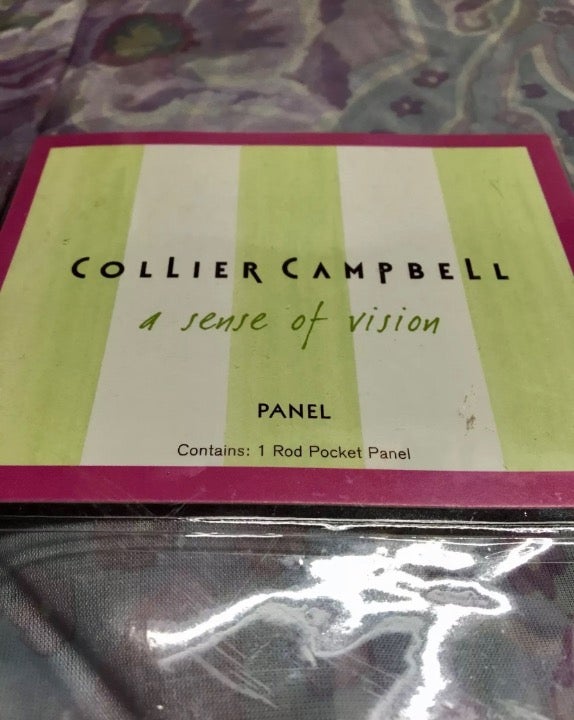 COLLIER CAMPBELL
a sense of vision
PANEL
Contains: 1 Rod Pocket Panel